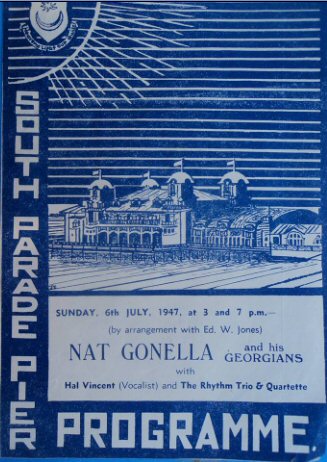 SOUTH PARADE PIER
SUNDAY, 6th JULY, 1947, at 3 and 7 p.m.—
(by arrangement with Ed. W. Jones)
NAT GONELLA and his
GEORGIANS
with
Hal Vincent (Vocalist) and The Rhythm Trio & Quartette
PROGRAMME